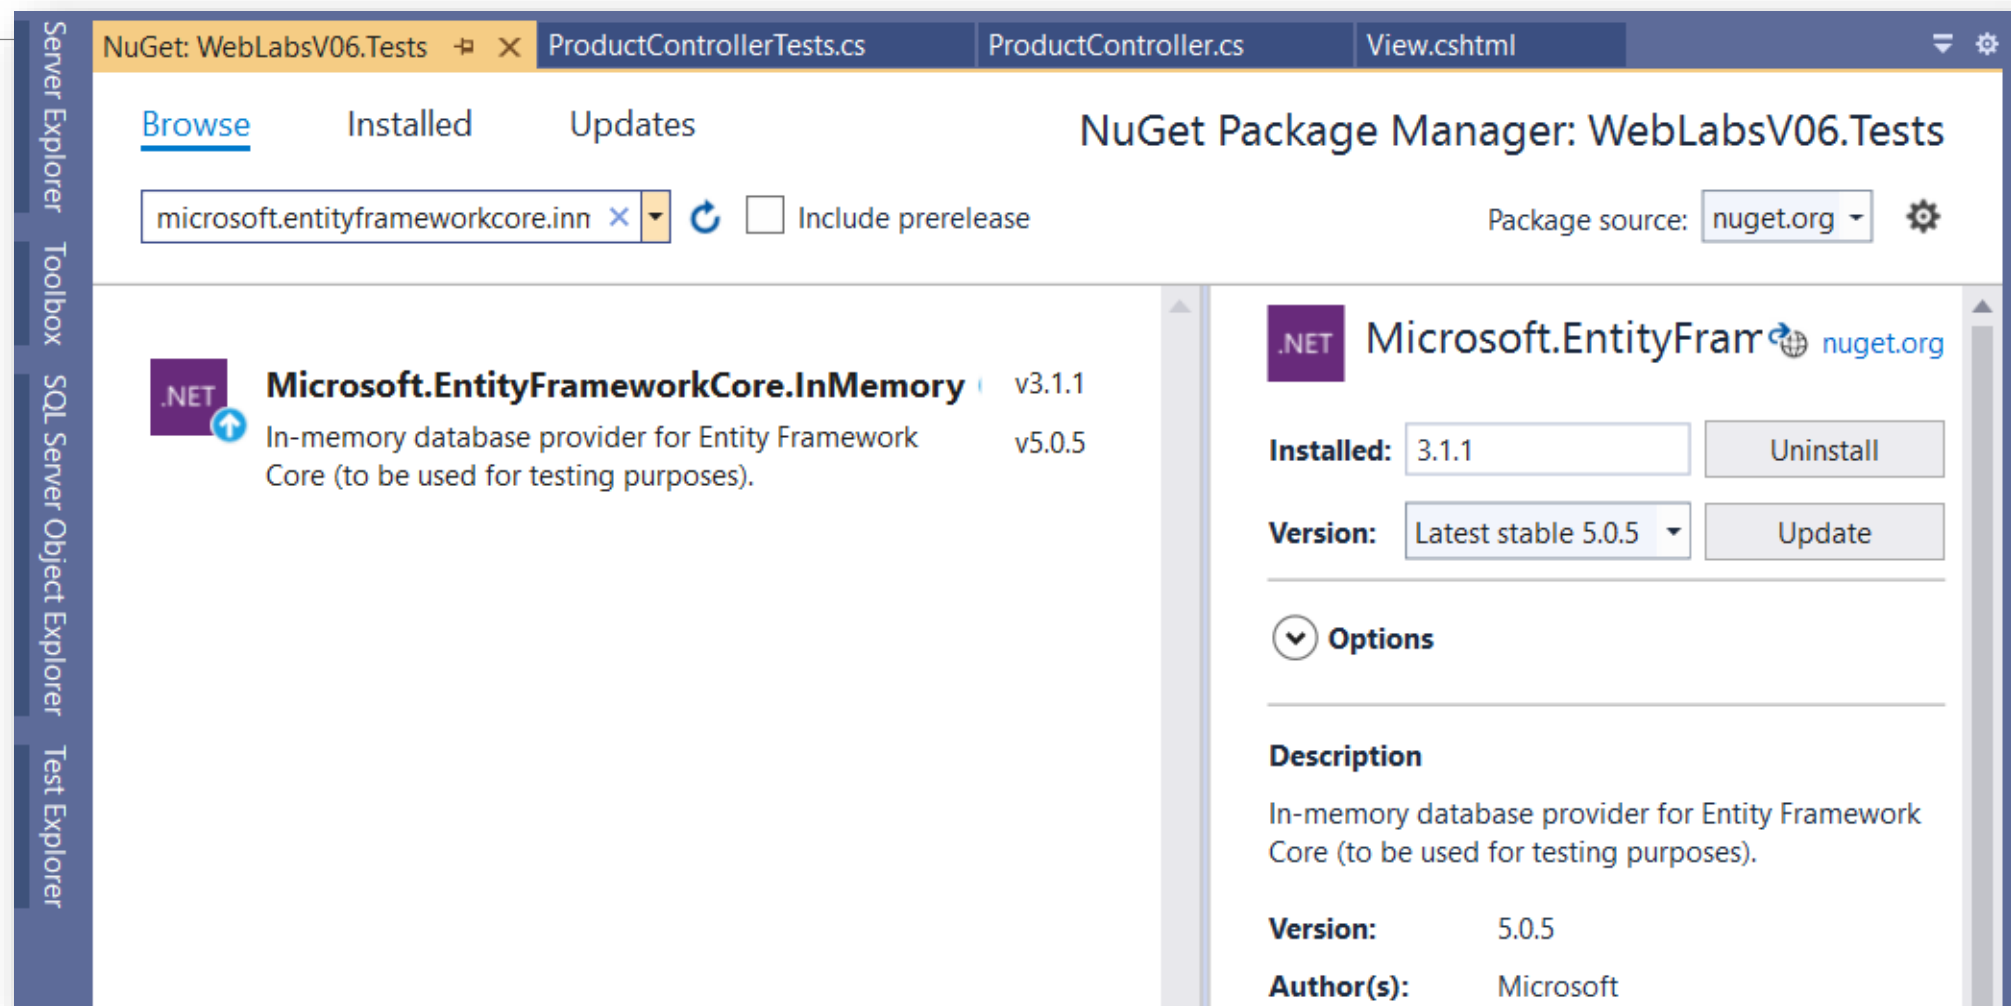 Server Explorer
Toolbox
SQL Server Object Explorer
Test Explorer
NuGet: WebLabsV06.Tests
ProductControllerTests.cs
ProductController.cs
View.cshtml
Browse
Installed
Updates
NuGet Package Manager: WebLabsV06.Tests
microsoft.entityframeworkcore.inm
Include prerelease
Package source:
nuget.org
.NET
Microsoft.EntityFrameworkCore.InMemory
v3.1.1
In-memory database provider for Entity Framework
Core (to be used for testing purposes).
v5.0.5
.NET
Microsoft.EntityFram
nuget.org
Installed:
3.1.1
Uninstall
Version:
Latest stable 5.0.5
Update
Options
Description
In-memory database provider for Entity Framework
Core (to be used for testing purposes).
Version:
5.0.5
Author(s):
Microsoft